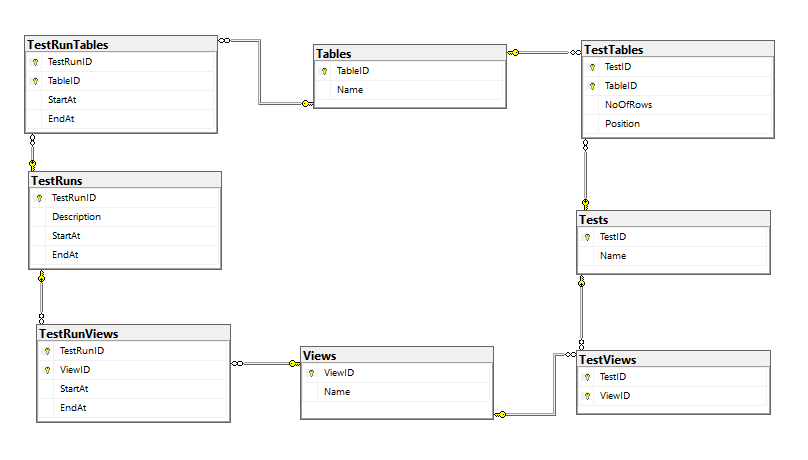 TestRunTables
TestRunID
TableID
StartAt
EndAt
Tables
TableID
Name
TestTables
TestID
TableID
NoOfRows
Position
TestRuns
TestRunID
Description
StartAt
EndAt
Tests
TestID
Name
TestRunViews
TestRunID
ViewID
StartAt
EndAt
Views
ViewID
Name
TestViews
TestID
ViewID